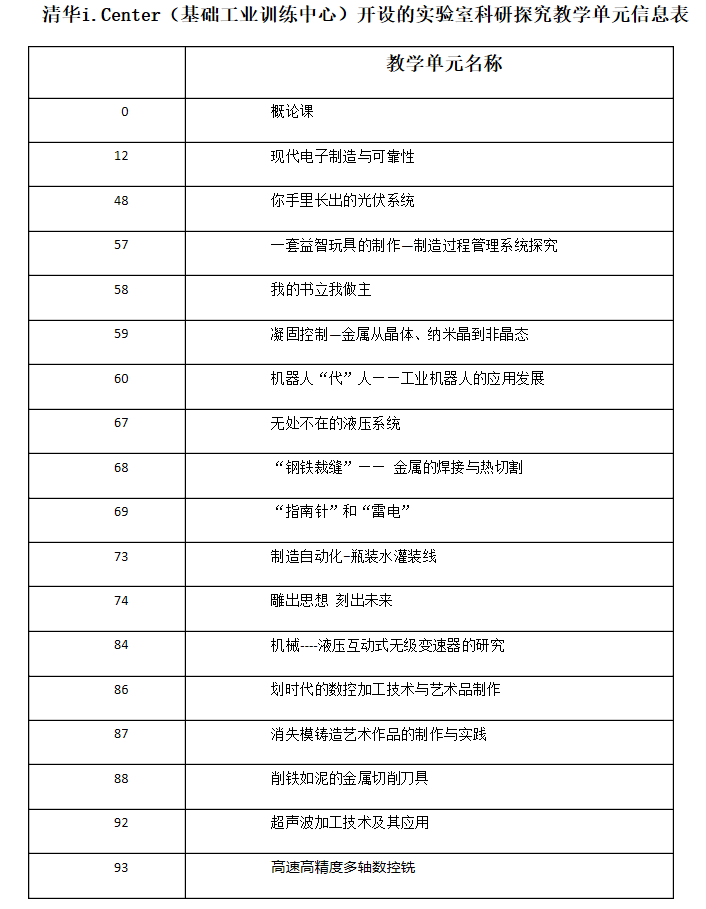 清华i.Center（基础工业训练中心）开设的实验室科研探究教学单元信息表
教学单元名称
0 概论课
12 现代电子制造与可靠性
48 你手里长出的光伏系统
57 一套益智玩具的制作—制造过程管理系统探究
58 我的书立我做主
59 凝固控制—金属从晶体、纳米晶到非晶态
60 机器人“代”人——工业机器人的应用发展
67 无处不在的液压系统
68 “钢铁裁缝”—— 金属的焊接与热切割
69 “指南针”和“雷电”
73 制造自动化-瓶装水灌装线
74 雕出思想 刻出未来
84 机械----液压互动式无级变速器的研究
86 划时代的数控加工技术与艺术品制作
87 消失模铸造艺术作品的制作与实践
88 削铁如泥的金属切削刀具
92 超声波加工技术及其应用
93 高速高精度多轴数控铣